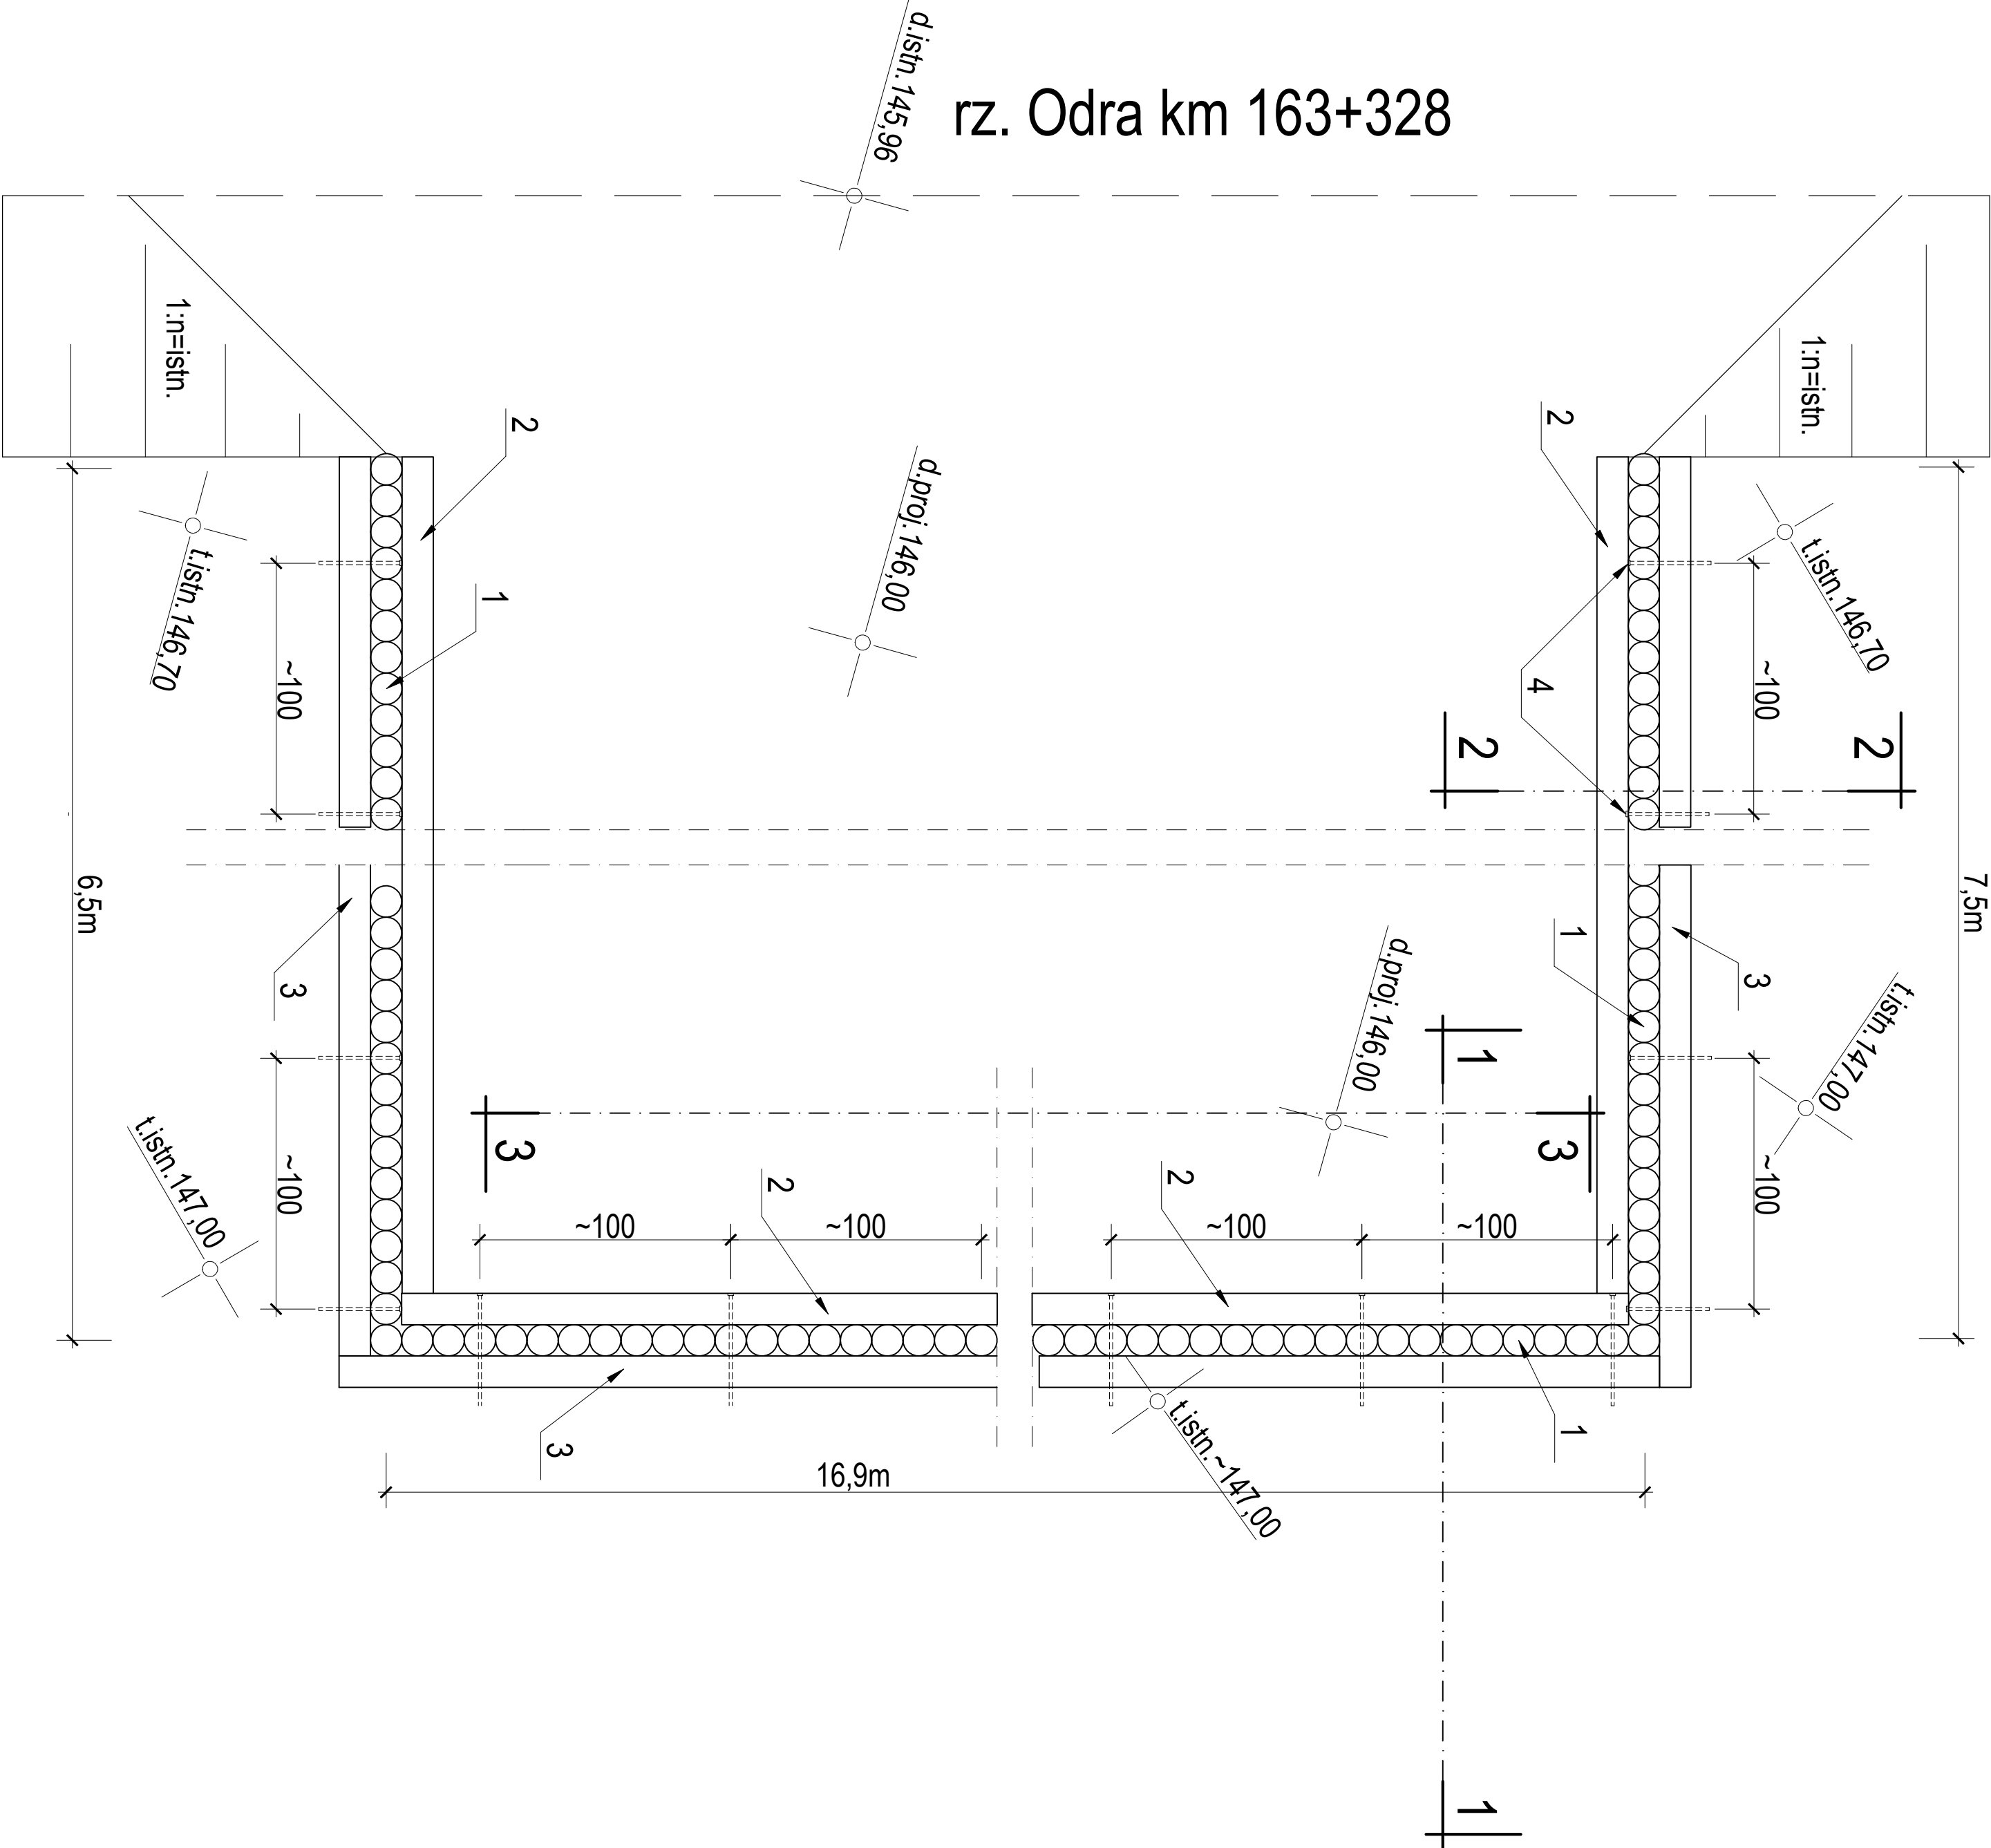 d.istn.145,96
rz. Odra km 163+328
1:n=istn.
1:n=istn.
2
2
d.proj.146,00
t.istn.146,70
t.istn.146,70
1
~100
4
~100
2
2
6,5m
7,5m
3
1
3
t.istn.147,00
d.proj.146,00
1
3
3
t.istn.147,00
~100
~100
2
2
~100
~100
~100
~100
3
1
t.istn.~147,00
16,9m
1